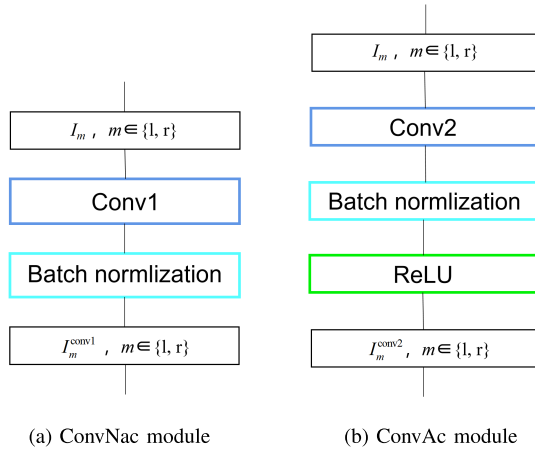 I_m , m∈{l, r}
Conv1
Batch normlization
I_m^conv1 , m∈{l, r}
(a) ConvNac module
I_m , m∈{l, r}
Conv2
Batch normlization
ReLU
I_m^conv2, m∈{l, r}
(b) ConvAc module